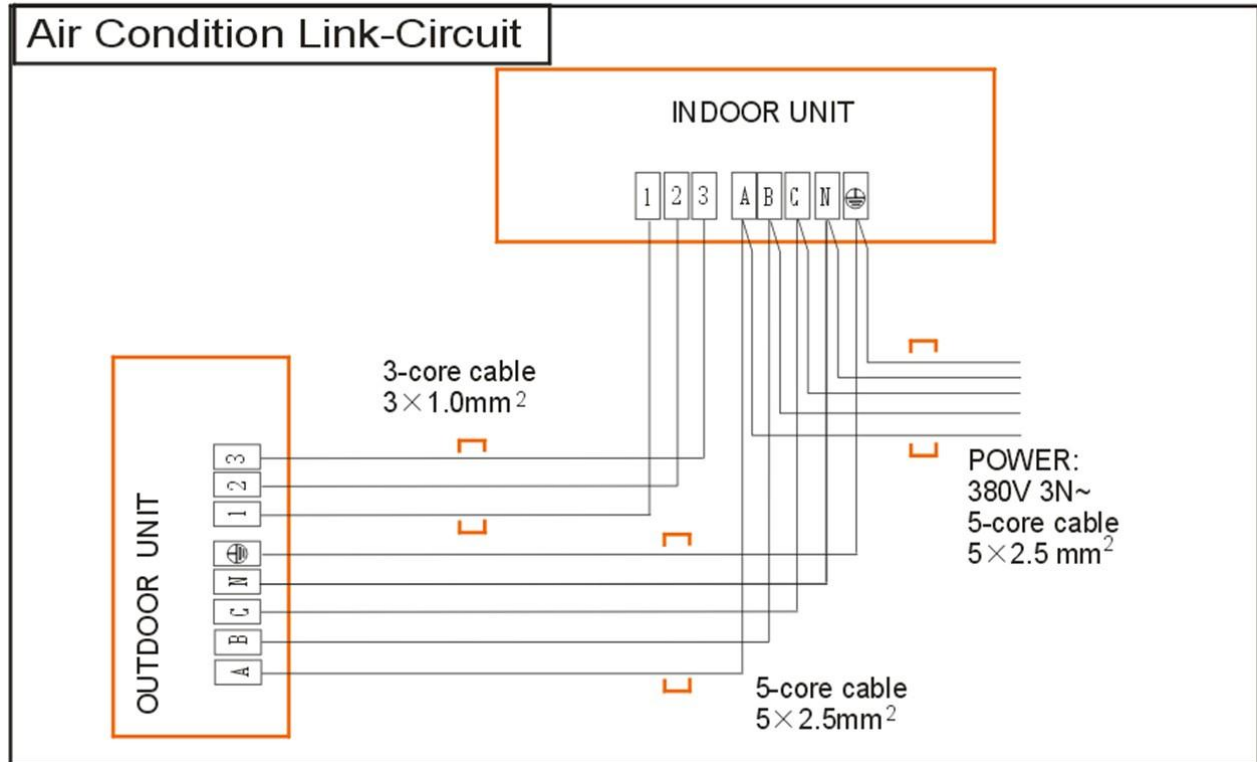 Air Condition Link-Circuit
INDOOR UNIT
1 2 3 A B C N
3-core cable
3×1.0mm²
POWER:
380V 3N~
5-core cable
5×2.5 mm²
OUTDOOR UNIT
3
2
1
N
C
B
A
5-core cable
5×2.5mm²